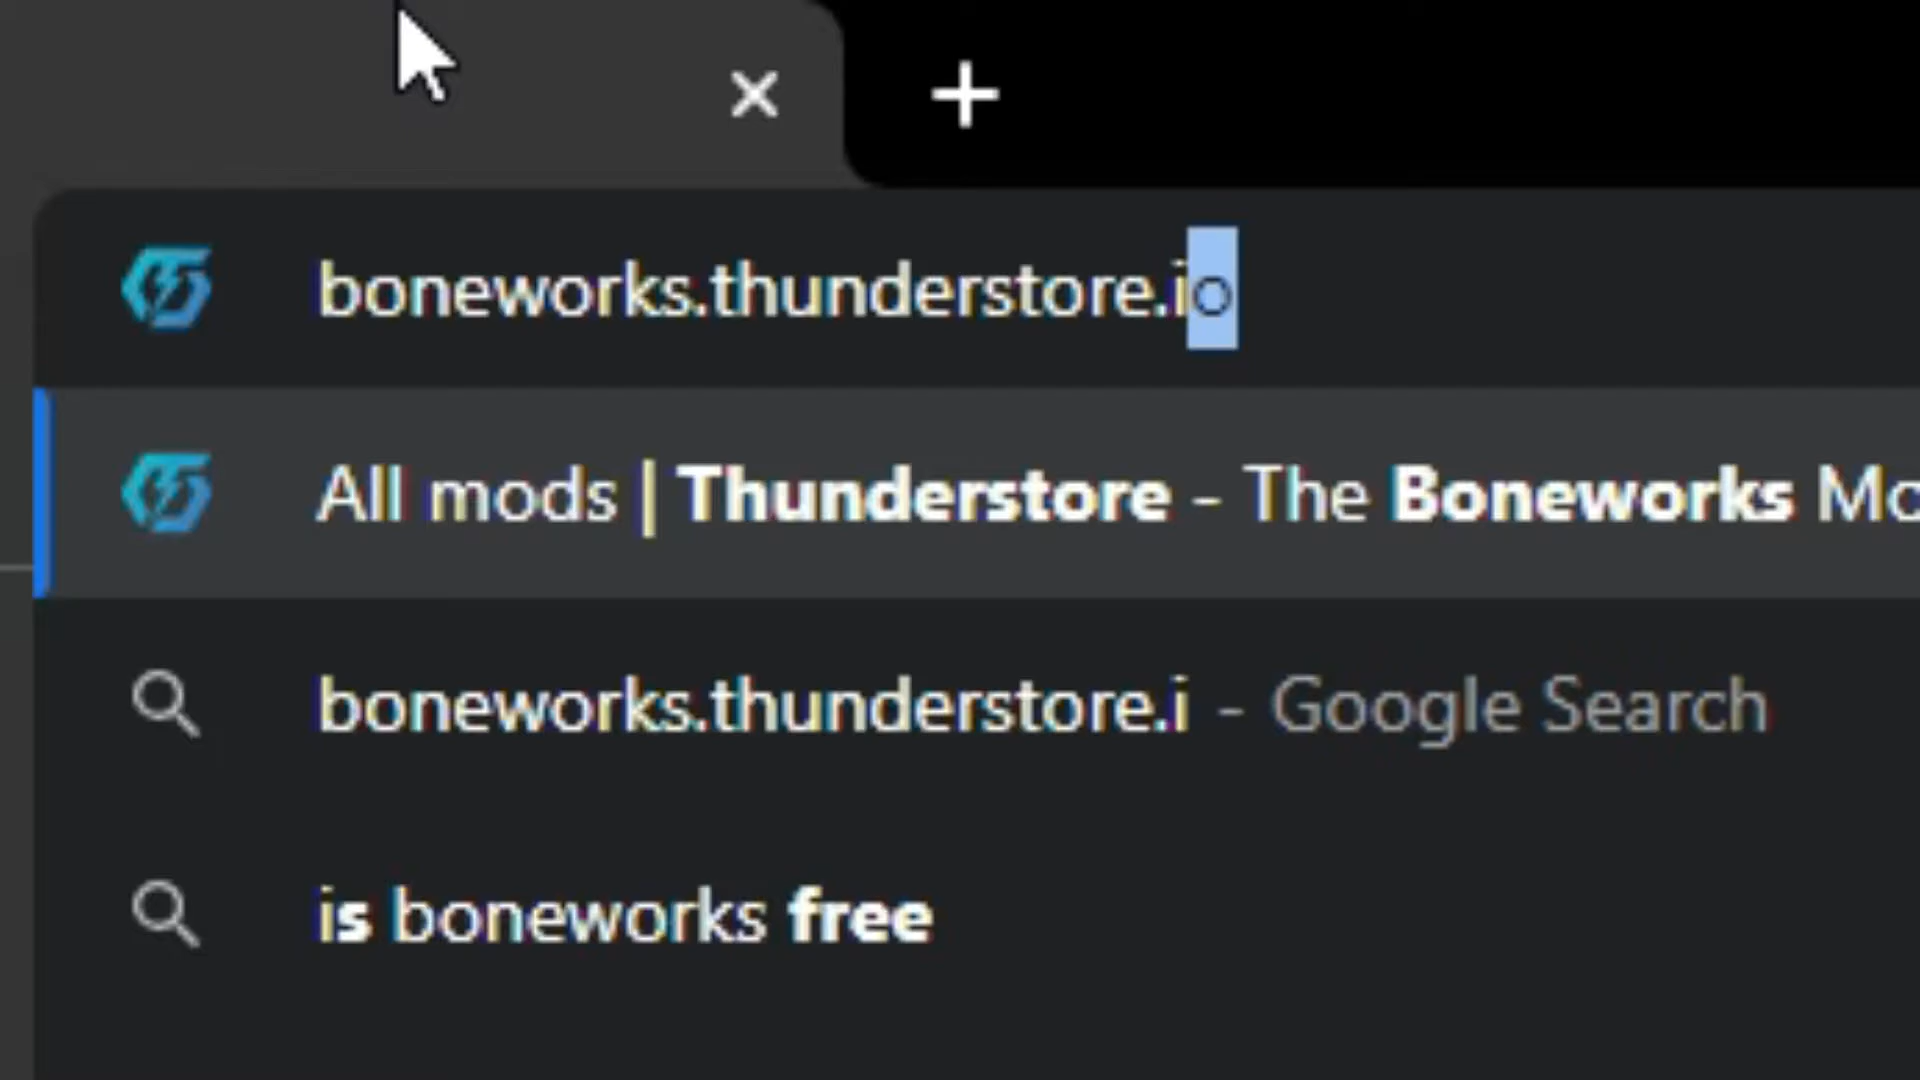 boneworks.thunderstore.io
All mods | Thunderstore - The Boneworks Mo
boneworks.thunderstore.i - Google Search
is boneworks free